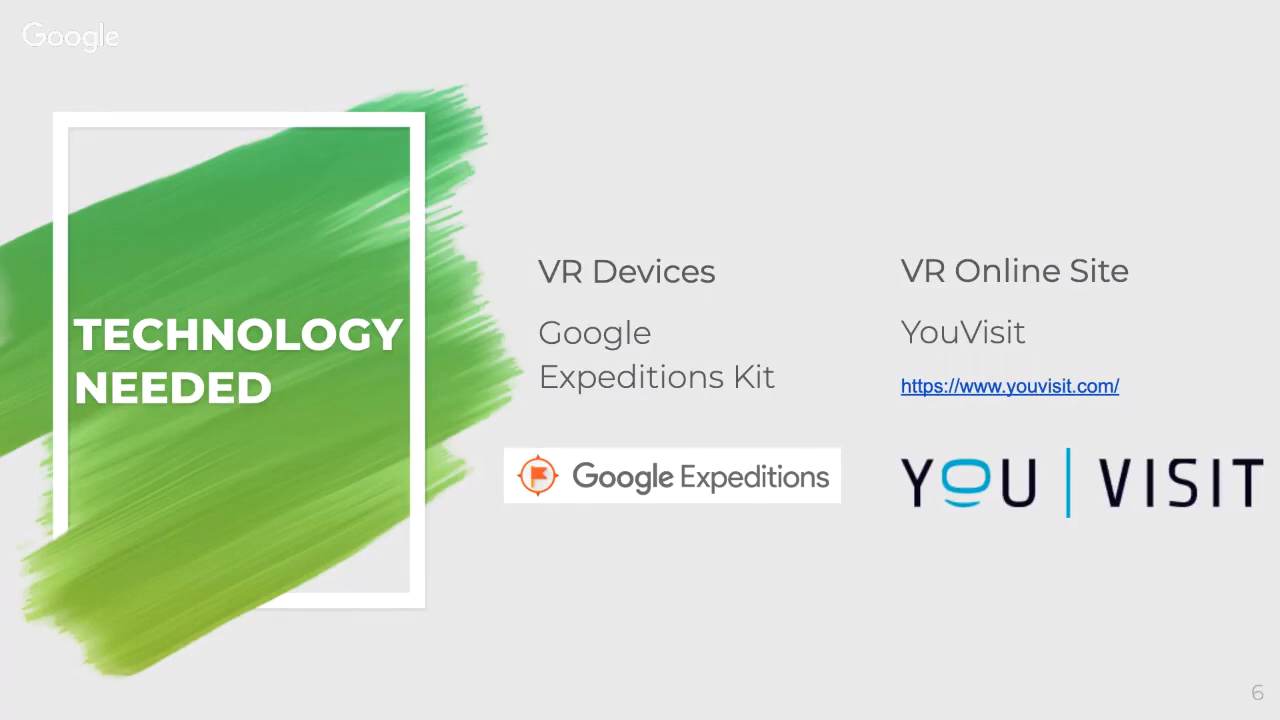 Google
TECHNOLOGY
NEEDED
VR Devices
Google
Expeditions Kit
Google Expeditions
VR Online Site
YouVisit
https://www.youvisit.com/
YOU | VISIT
6